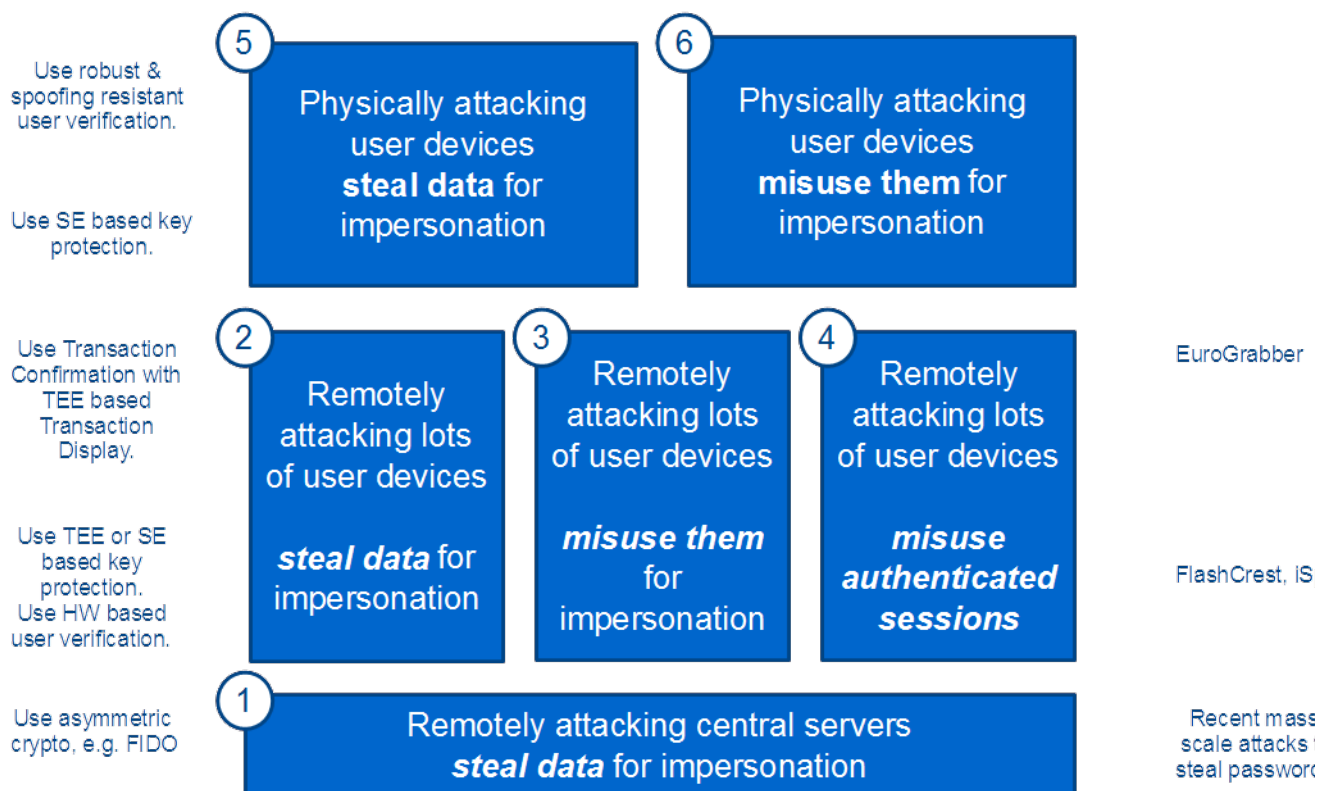 5
6
Use robust &
spoofing resistant
user verification.
Physically attacking
user devices
steal data for
impersonation
Physically attacking
user devices
misuse them for
impersonation
Use SE based key
protection.
2
3
4
Use Transaction
Confirmation with
TEE based
Transaction
Display.
Remotely
attacking lots
of user devices
steal data for
impersonation
Remotely
attacking lots
of user devices
misuse them
for
impersonation
Remotely
attacking lots
of user devices
misuse
authenticated
sessions
EuroGrabber
Use TEE or SE
based key
protection.
Use HW based
user verification.
FlashCrest, iS
1
Use asymmetric
crypto, e.g. FIDO
Remotely attacking central servers
steal data for impersonation
Recent mass
scale attacks
steal password